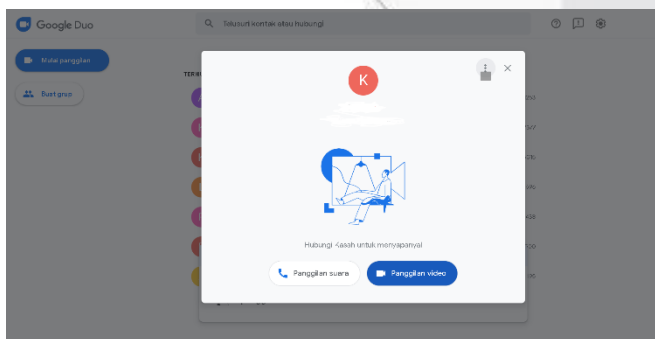 Google Duo
Telusuri kontak atau hubungi
Mulai panggilan
Buat grup
K
Hubungi Kasah untuk menyapanya!
Panggilan suara
Panggilan video